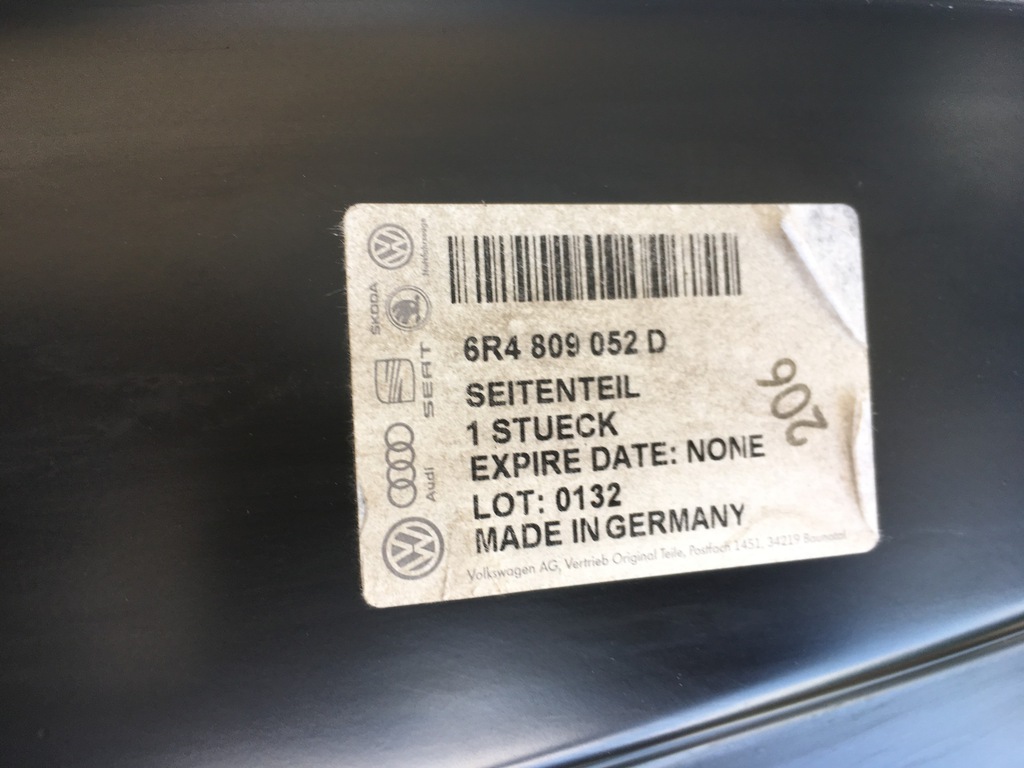 6R4 809 052 D
SEITENTEIL
1 STUECK
EXPIRE DATE: NONE
LOT: 0132
MADE IN GERMANY
Volkswagen AG, Vertrieb Original Teile, Postfach 1451, 34219 Baunatal
206
Nutzfahrzeuge
SKODA
SEAT
Audi